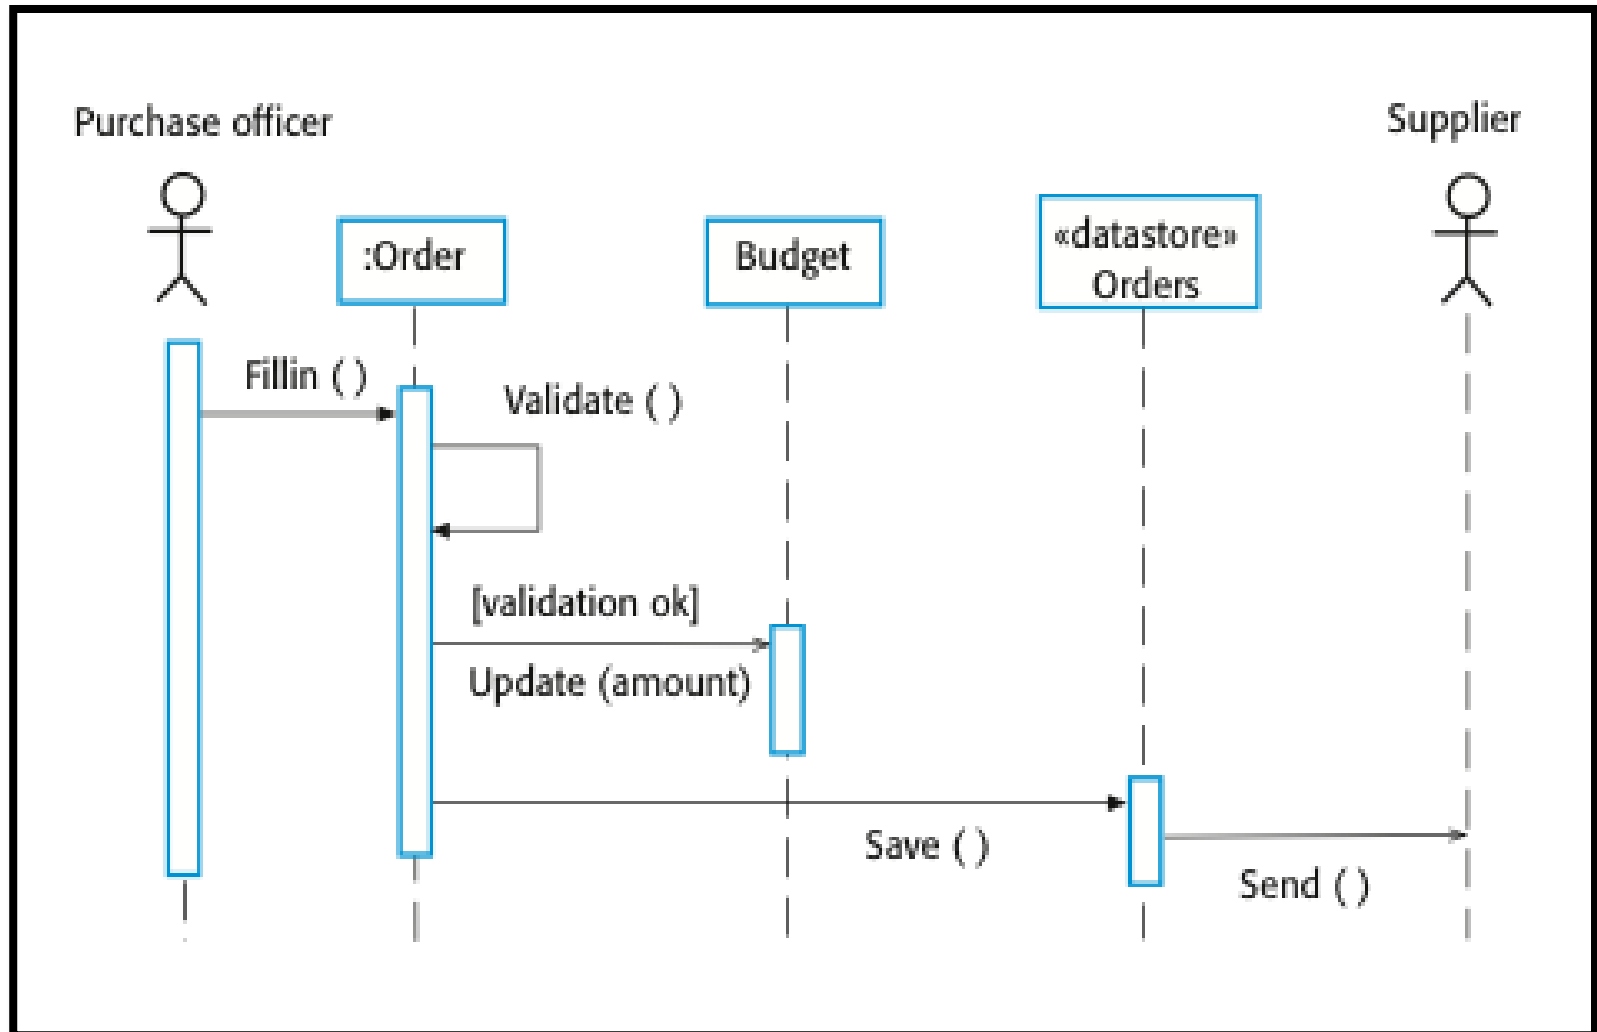 Purchase officer
Supplier
:Order
Budget
«datastore»
Orders
Fillin ( )
Validate ( )
[validation ok]
Update (amount)
Save ( )
Send ( )